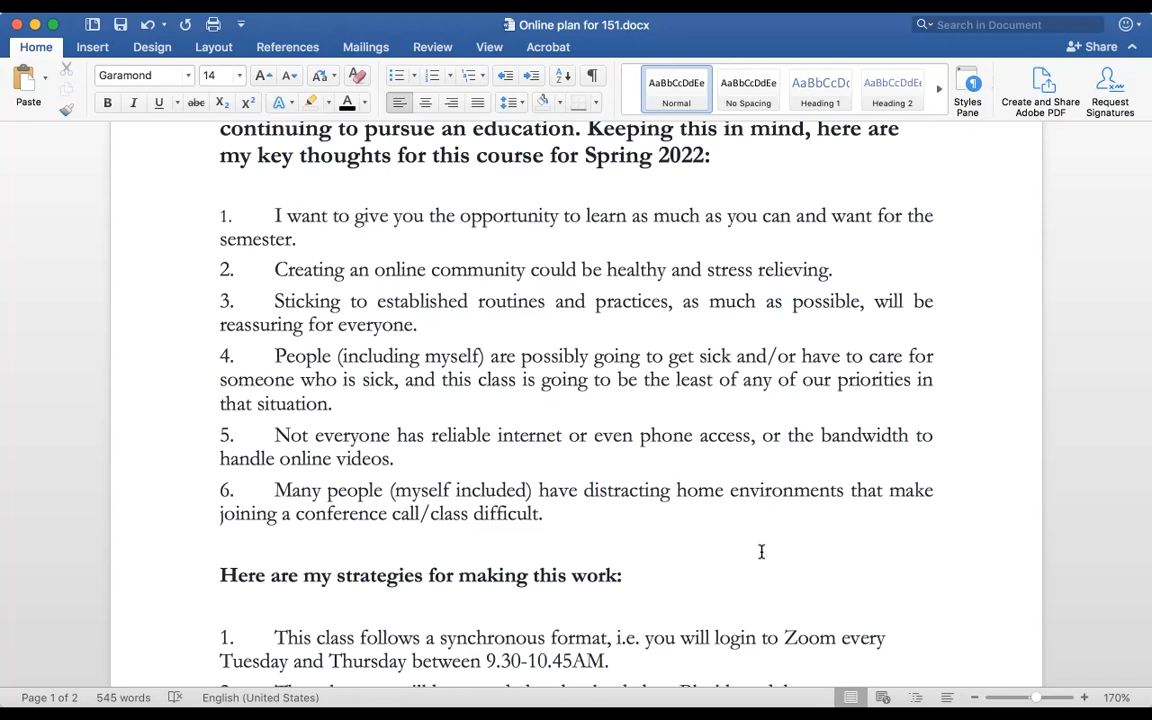 Online plan for 151.docx
Search in Document
Home Insert Design Layout References Mailings Review View Acrobat
Share
Paste
Garamond 14
AaBbCcDdEe AaBbCcDdEe AaBbCcDc AaBbCcDdEe
Normal No Spacing Heading 1 Heading 2
Styles Pane
Create and Share Adobe PDF
Request Signatures
continuing to pursue an education. Keeping this in mind, here are
my key thoughts for this course for Spring 2022:
1. I want to give you the opportunity to learn as much as you can and want for the
semester.
2. Creating an online community could be healthy and stress relieving.
3. Sticking to established routines and practices, as much as possible, will be
reassuring for everyone.
4. People (including myself) are possibly going to get sick and/or have to care for
someone who is sick, and this class is going to be the least of any of our priorities in
that situation.
5. Not everyone has reliable internet or even phone access, or the bandwidth to
handle online videos.
6. Many people (myself included) have distracting home environments that make
joining a conference call/class difficult.
Here are my strategies for making this work:
1. This class follows a synchronous format, i.e. you will login to Zoom every
Tuesday and Thursday between 9.30-10.45AM.
Page 1 of 2 545 words English (United States) 170%